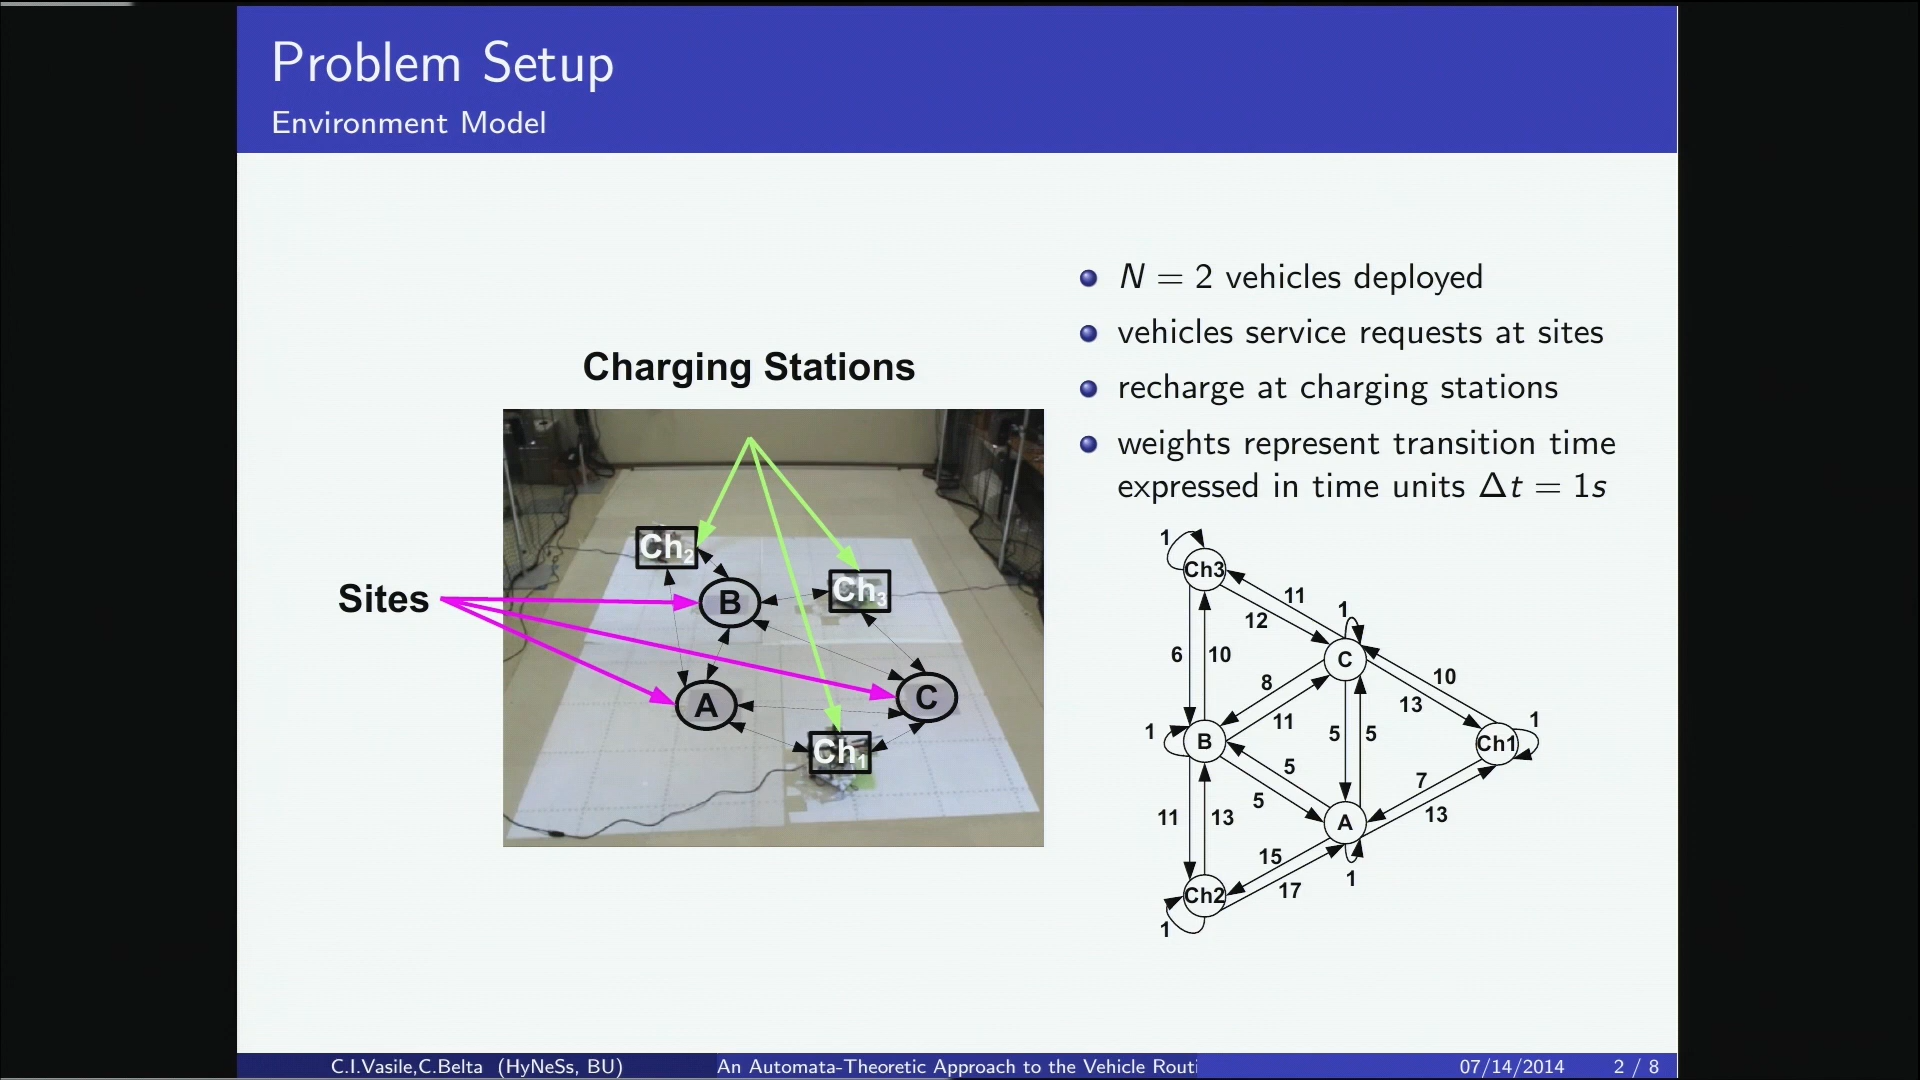 Problem Setup
Environment Model
N = 2 vehicles deployed
vehicles service requests at sites
recharge at charging stations
weights represent transition time
expressed in time units Δt = 1s
Charging Stations
Sites
Ch2
B
Ch3
A
C
Ch1
1
Ch3
11
12
1
6
10
C
8
10
11
13
1
B
5
5
Ch1
1
5
5
7
11
13
A
13
15
1
17
Ch2
1
C.I.Vasile,C.Belta (HyNeSs, BU)
An Automata-Theoretic Approach to the Vehicle Routi
07/14/2014
2 / 8